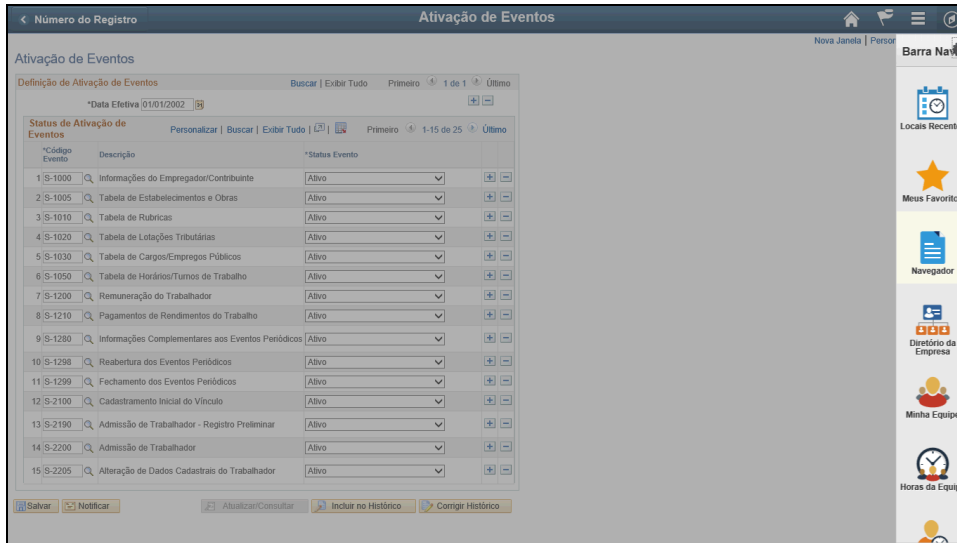 Número do Registro
Ativação de Eventos
Nova Janela | Person
Barra Nav
Ativação de Eventos
Definição de Ativação de Eventos Buscar | Exibir Tudo Primeiro 1 de 1 Último
*Data Efetiva 01/01/2002
Status de Ativação de Eventos Personalizar | Buscar | Exibir Tudo | Primeiro 1-15 de 25 Último
*Código Evento Descrição *Status Evento
1 S-1000 Informações do Empregador/Contribuinte Ativo
2 S-1005 Tabela de Estabelecimentos e Obras Ativo
3 S-1010 Tabela de Rubricas Ativo
4 S-1020 Tabela de Lotações Tributárias Ativo
5 S-1030 Tabela de Cargos/Empregos Públicos Ativo
6 S-1050 Tabela de Horários/Turnos de Trabalho Ativo
7 S-1200 Remuneração do Trabalhador Ativo
8 S-1210 Pagamentos de Rendimentos do Trabalho Ativo
9 S-1280 Informações Complementares aos Eventos Periódicos Ativo
10 S-1298 Reabertura dos Eventos Periódicos Ativo
11 S-1299 Fechamento dos Eventos Periódicos Ativo
12 S-2100 Cadastramento Inicial do Vínculo Ativo
13 S-2190 Admissão de Trabalhador - Registro Preliminar Ativo
14 S-2200 Admissão de Trabalhador Ativo
15 S-2205 Alteração de Dados Cadastrais do Trabalhador Ativo
Salvar Notificar Atualizar/Consultar Incluir no Histórico Corrigir Histórico
Locais Recent
Meus Favorito
Navegador
Diretório da
Empresa
Minha Equipe
Horas da Equip